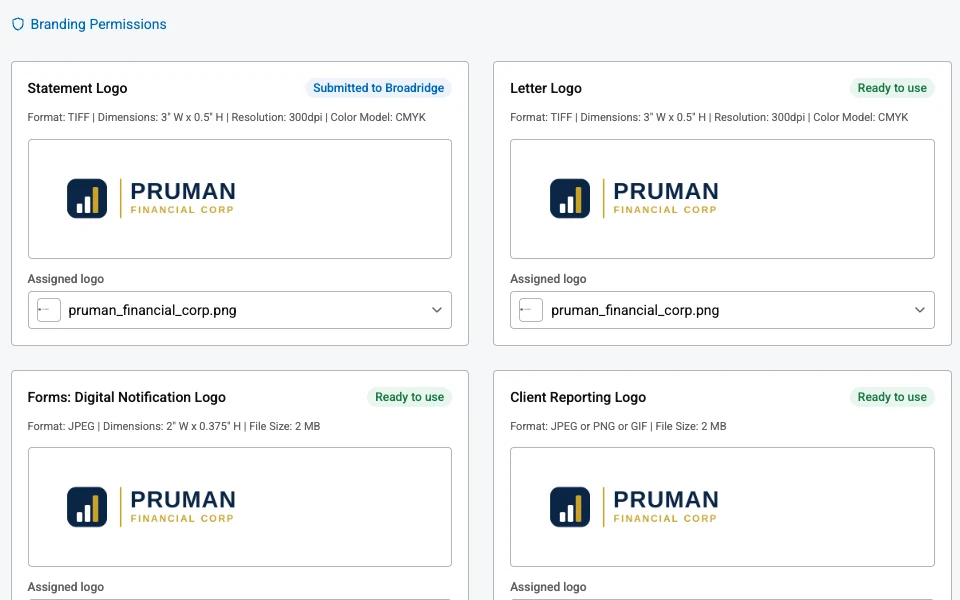 Branding Permissions
Statement Logo
Submitted to Broadridge
Format: TIFF | Dimensions: 3" W x 0.5" H | Resolution: 300dpi | Color Model: CMYK
PRUMAN
FINANCIAL CORP
Assigned logo
pruman_financial_corp.png
Letter Logo
Ready to use
Format: TIFF | Dimensions: 3" W x 0.5" H | Resolution: 300dpi | Color Model: CMYK
PRUMAN
FINANCIAL CORP
Assigned logo
pruman_financial_corp.png
Forms: Digital Notification Logo
Ready to use
Format: JPEG | Dimensions: 2" W x 0.375" H | File Size: 2 MB
PRUMAN
FINANCIAL CORP
Assigned logo
Client Reporting Logo
Ready to use
Format: JPEG or PNG or GIF | File Size: 2 MB
PRUMAN
FINANCIAL CORP
Assigned logo